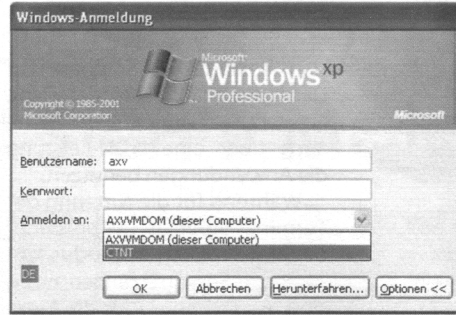 Windows-Anmeldung
Microsoft
Windows xp
Professional
Copyright © 1985-2001
Microsoft Corporation
Microsoft
Benutzername: axv
Kennwort:
Anmelden an: AXVVMDOM (dieser Computer)
AXVVMDOM (dieser Computer)
CTNT
DE
OK Abbrechen Herunterfahren... Optionen <<